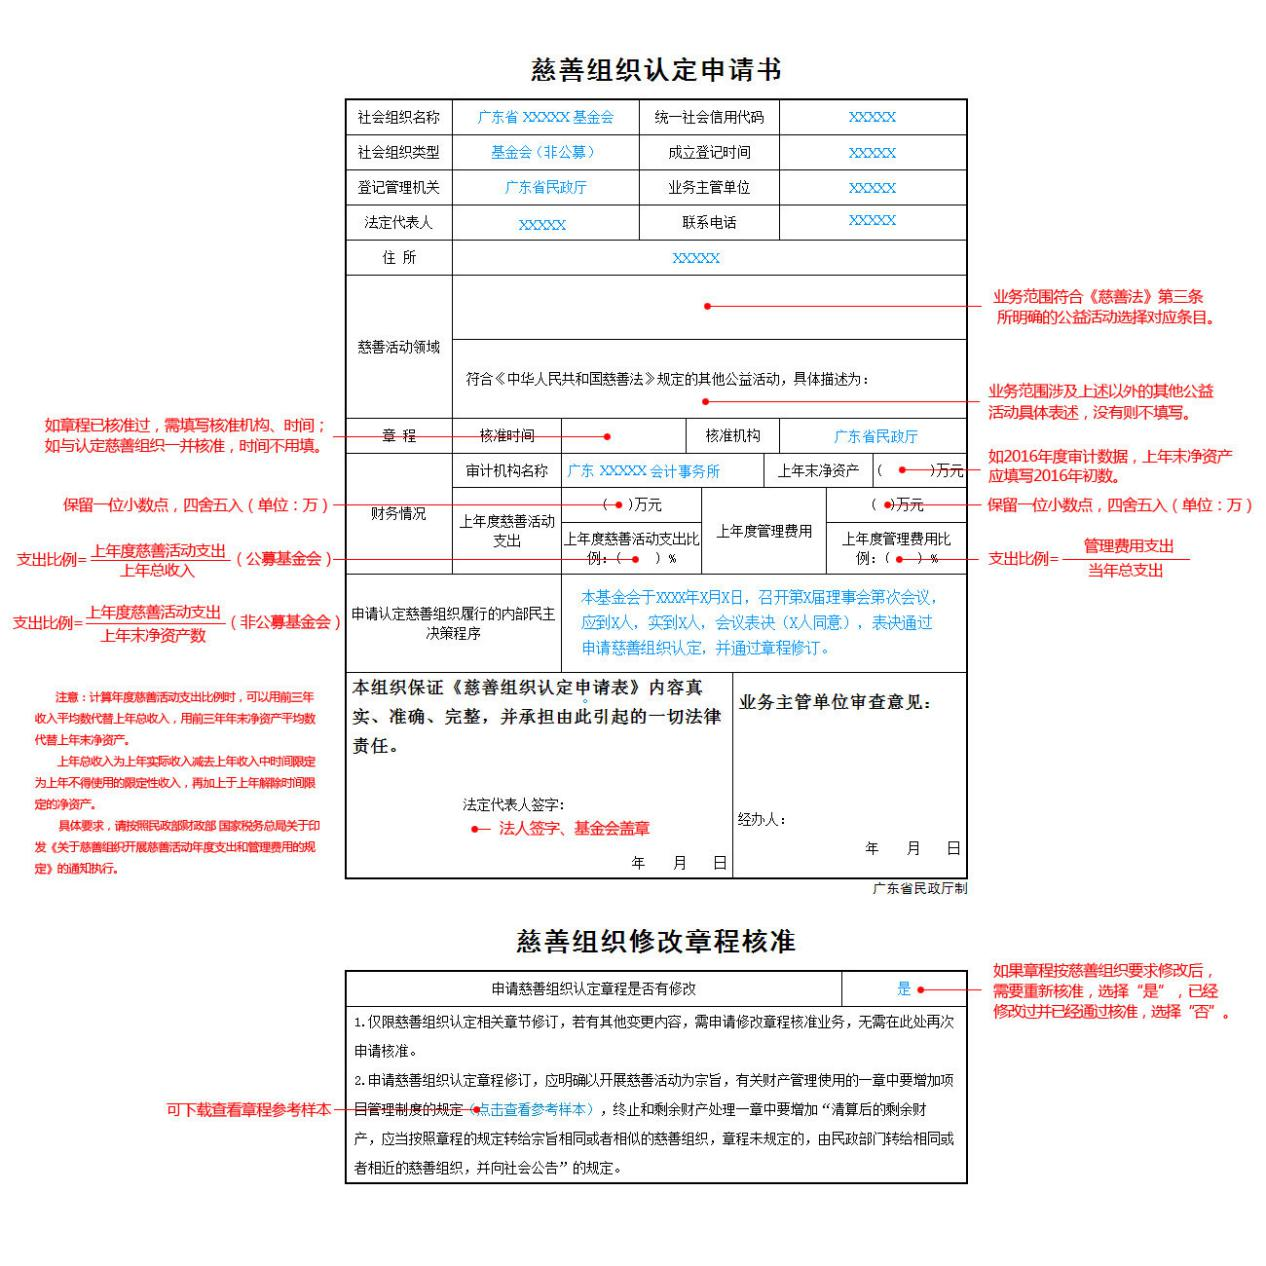 慈善组织认定申请书
社会组织名称 广东省 XXXXX 基金会 统一社会信用代码 XXXXX
社会组织类型 基金会（非公募） 成立登记时间 XXXXX
登记管理机关 广东省民政厅 业务主管单位 XXXXX
法定代表人 XXXXX 联系电话 XXXXX
住 所 XXXXX
业务范围符合《慈善法》第三条
所明确的公益活动选择对应条目。
慈善活动领域
符合《中华人民共和国慈善法》规定的其他公益活动，具体描述为：
业务范围涉及上述以外的其他公益
活动具体表述，没有则不填写。
如章程已核准过，需填写核准机构、时间；
如与认定慈善组织一并核准，时间不用填。
章 程 核准时间 核准机构 广东省民政厅
财务情况 审计机构名称 广东 XXXXX 会计事务所 上年末净资产 ( )万元
如2016年度审计数据，上年末净资产
应填写2016年初数。
保留一位小数点，四舍五入（单位：万）
上年度慈善活动
支出
( )万元
上年度管理费用
( )万元
保留一位小数点，四舍五入（单位：万）
支出比例=上年度慈善活动支出
上年总收入
（公募基金会）
上年度慈善活动支出比
例：( ) %
上年度管理费用比
例：( ) %
支出比例=管理费用支出
当年总支出
支出比例=上年度慈善活动支出
上年末净资产数
（非公募基金会）
申请认定慈善组织履行的内部民主
决策程序
本基金会于XXXX年X月X日，召开第X届理事会第次会议，
应到X人，实到X人，会议表决（X人同意），表决通过
申请慈善组织认定，并通过章程修订。
注意：计算年度慈善活动支出比例时，可以用前三年
收入平均数代替上年总收入，用前三年年末净资产平均数
代替上年末净资产。
上年总收入为上年实际收入减去上年收入中时间限定
为上年不得使用的限定性收入，再加上于上年解除时间限
定的净资产。
具体要求，请按照民政部财政部 国家税务总局关于印
发《关于慈善组织开展慈善活动年度支出和管理费用的规
定》的通知执行。
本组织保证《慈善组织认定申请表》内容真
实、准确、完整，并承担由此引起的一切法律
责任。
法定代表人签字：
法人签字、基金会盖章
年 月 日
业务主管单位审查意见：
经办人：
年 月 日
广东省民政厅制
慈善组织修改章程核准
申请慈善组织认定章程是否有修改 是
如果章程按慈善组织要求修改后，
需要重新核准，选择“是”，已经
修改过并已经通过核准，选择“否”。
1.仅限慈善组织认定相关章节修订，若有其他变更内容，需申请修改章程核准业务，无需在此处再次
申请核准。
2.申请慈善组织认定章程修订，应明确以开展慈善活动为宗旨，有关财产管理使用的一章中要增加项
目管理制度的规定（点击查看参考样本），终止和剩余财产处理一章中要增加“清算后的剩余财
产，应当按照章程的规定转给宗旨相同或者相似的慈善组织，章程未规定的，由民政部门转给相同或
者相近的慈善组织，并向社会公告”的规定。
可下载查看章程参考样本